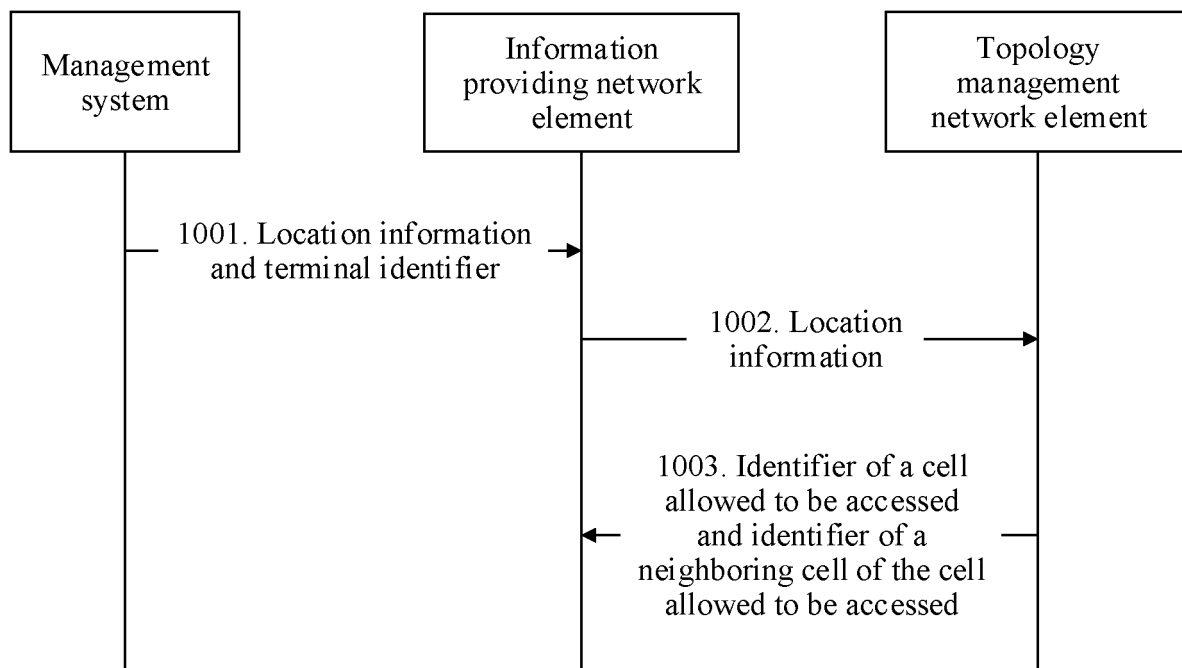 Management
system
Information
providing network
element
Topology
management
network element
1001. Location information
and terminal identifier
1002. Location
information
1003. Identifier of a cell
allowed to be accessed
and identifier of a
neighboring cell of the cell
allowed to be accessed